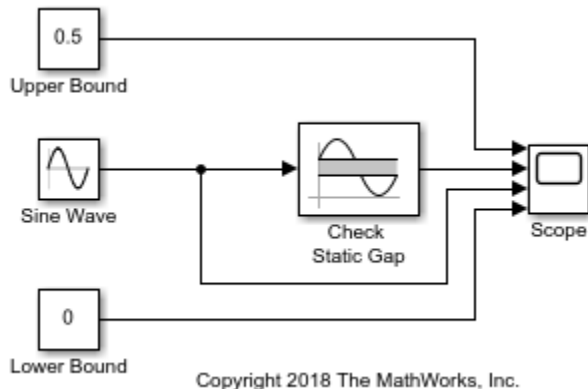 0.5
Upper Bound
Sine Wave
Check
Static Gap
Scope
0
Lower Bound
Copyright 2018 The MathWorks, Inc.